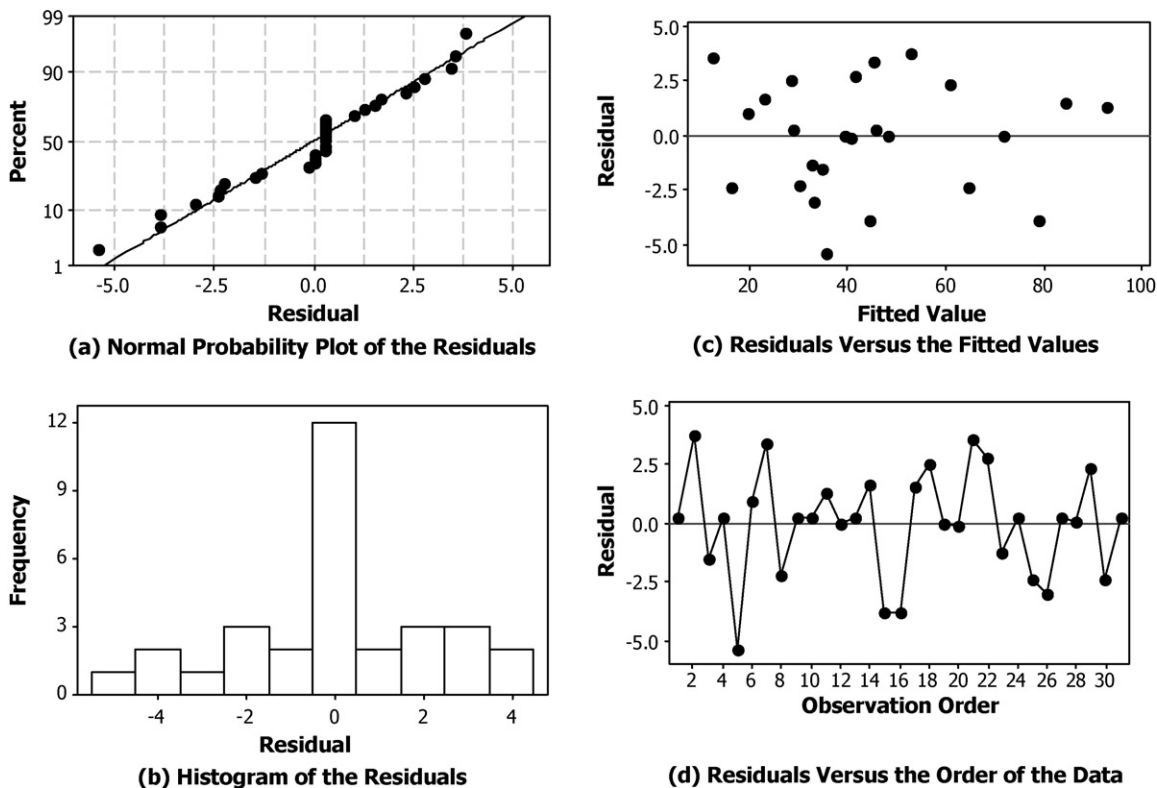 99
90
50
10
1
Percent
-5.0 -2.5 0.0 2.5 5.0
Residual
(a) Normal Probability Plot of the Residuals
5.0
2.5
0.0
-2.5
-5.0
Residual
20 40 60 80 100
Fitted Value
(c) Residuals Versus the Fitted Values
12
9
6
3
0
Frequency
-4 -2 0 2 4
Residual
(b) Histogram of the Residuals
5.0
2.5
0.0
-2.5
-5.0
Residual
2 4 6 8 10 12 14 16 18 20 22 24 26 28 30
Observation Order
(d) Residuals Versus the Order of the Data